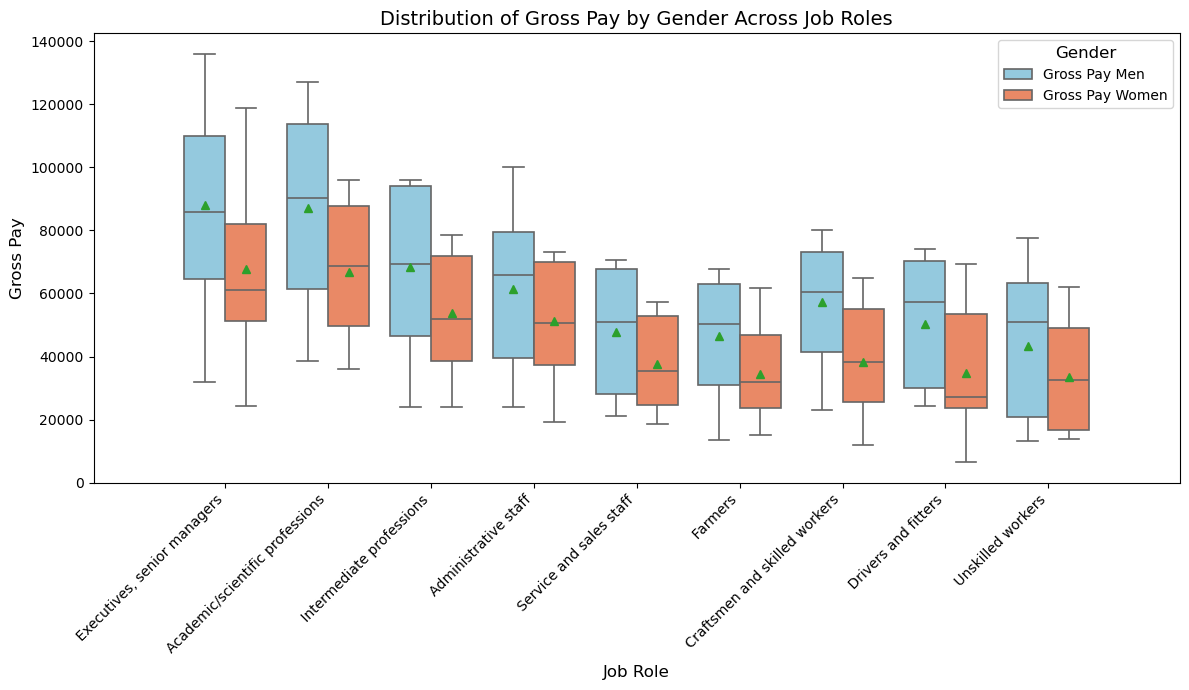 Distribution of Gross Pay by Gender Across Job Roles
Gross Pay
140000
120000
100000
80000
60000
40000
20000
0
Gender
Gross Pay Men
Gross Pay Women
Executives, senior managers
Academic/scientific professions
Intermediate professions
Administrative staff
Service and sales staff
Farmers
Craftsmen and skilled workers
Drivers and fitters
Unskilled workers
Job Role